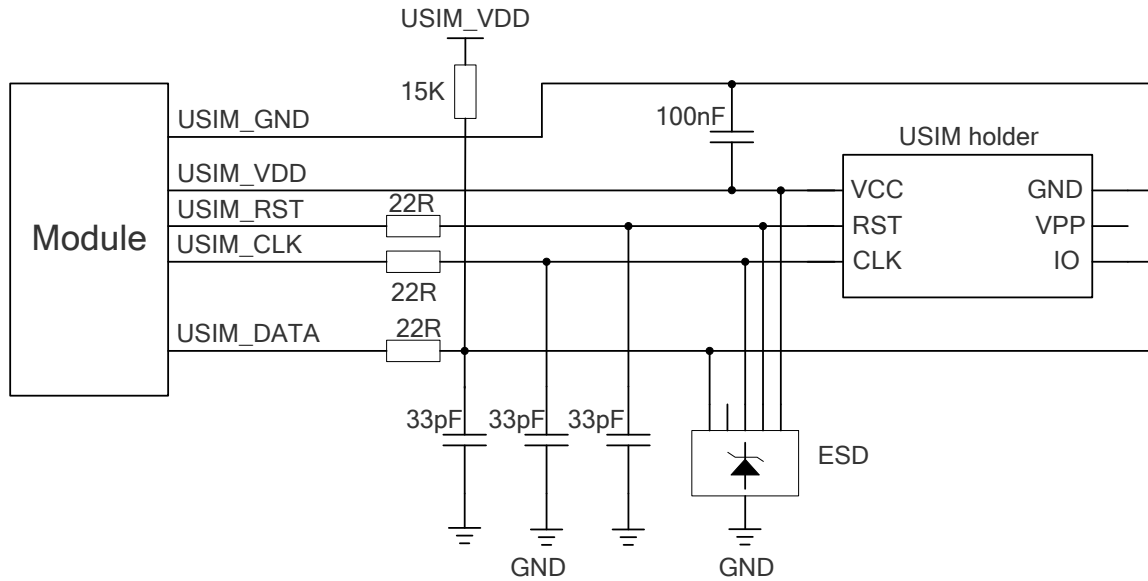 USIM_VDD
15K
USIM_GND
100nF
USIM holder
USIM_VDD
VCC
GND
USIM_RST
22R
RST
VPP
Module
USIM_CLK
CLK
IO
22R
USIM_DATA
22R
33pF
33pF
33pF
ESD
GND
GND